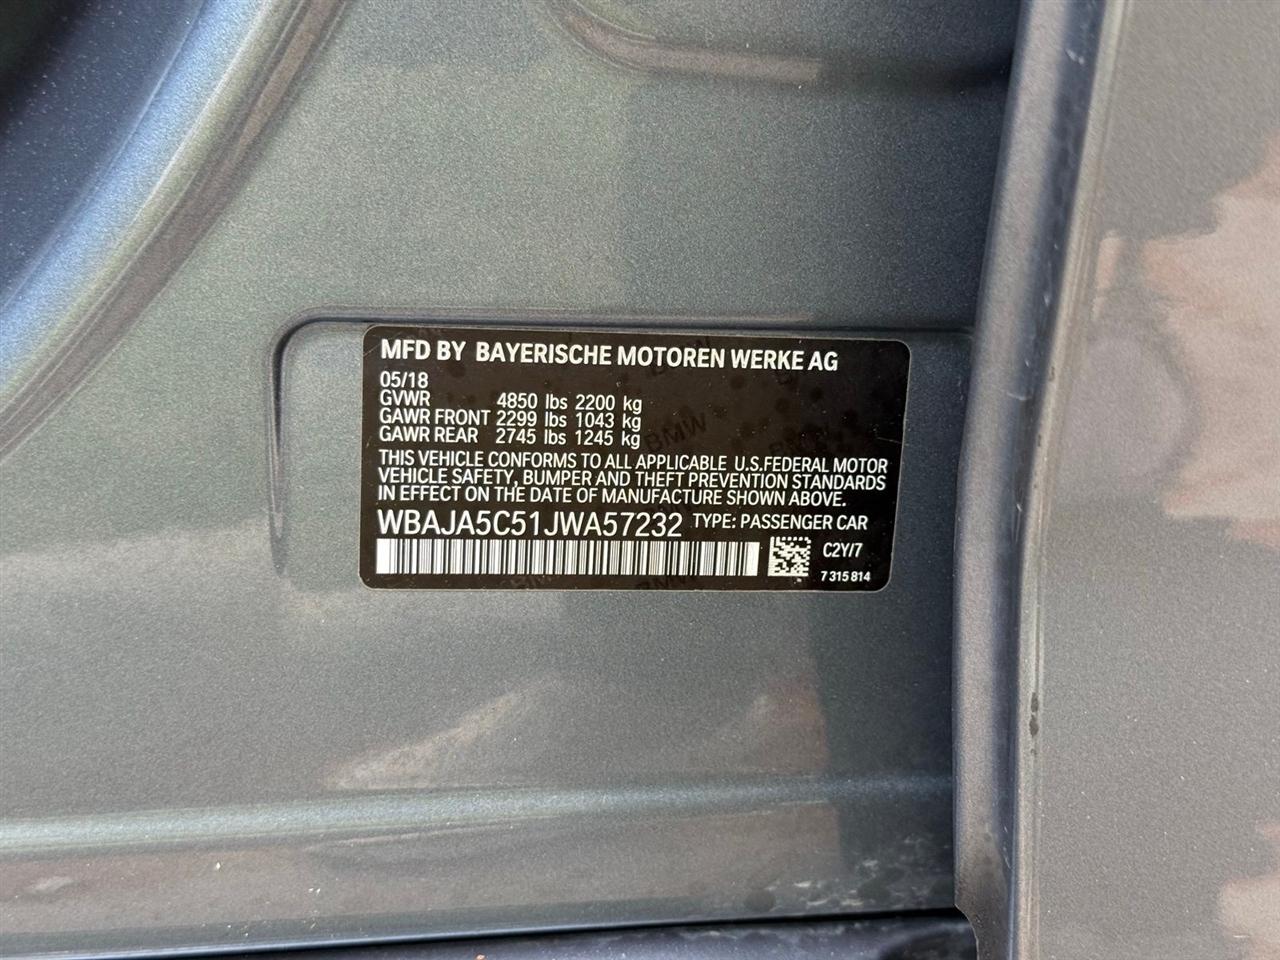 MFD BY BAYERISCHE MOTOREN WERKE AG
05/18
GVWR 4850 lbs 2200 kg
GAWR FRONT 2299 lbs 1043 kg
GAWR REAR 2745 lbs 1245 kg
THIS VEHICLE CONFORMS TO ALL APPLICABLE U.S.FEDERAL MOTOR
VEHICLE SAFETY, BUMPER AND THEFT PREVENTION STANDARDS
IN EFFECT ON THE DATE OF MANUFACTURE SHOWN ABOVE.
WBAJA5C51JWA57232 TYPE: PASSENGER CAR
C2Y/7
7 315 814